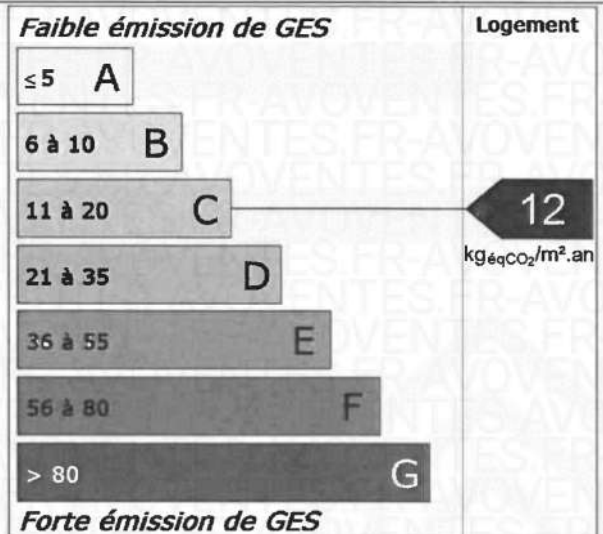 Faible émission de GES
Logement
≤ 5 A
6 à 10 B
11 à 20 C
12
kgéqCO₂/m².an
21 à 35 D
36 à 55 E
56 à 80 F
> 80 G
Forte émission de GES